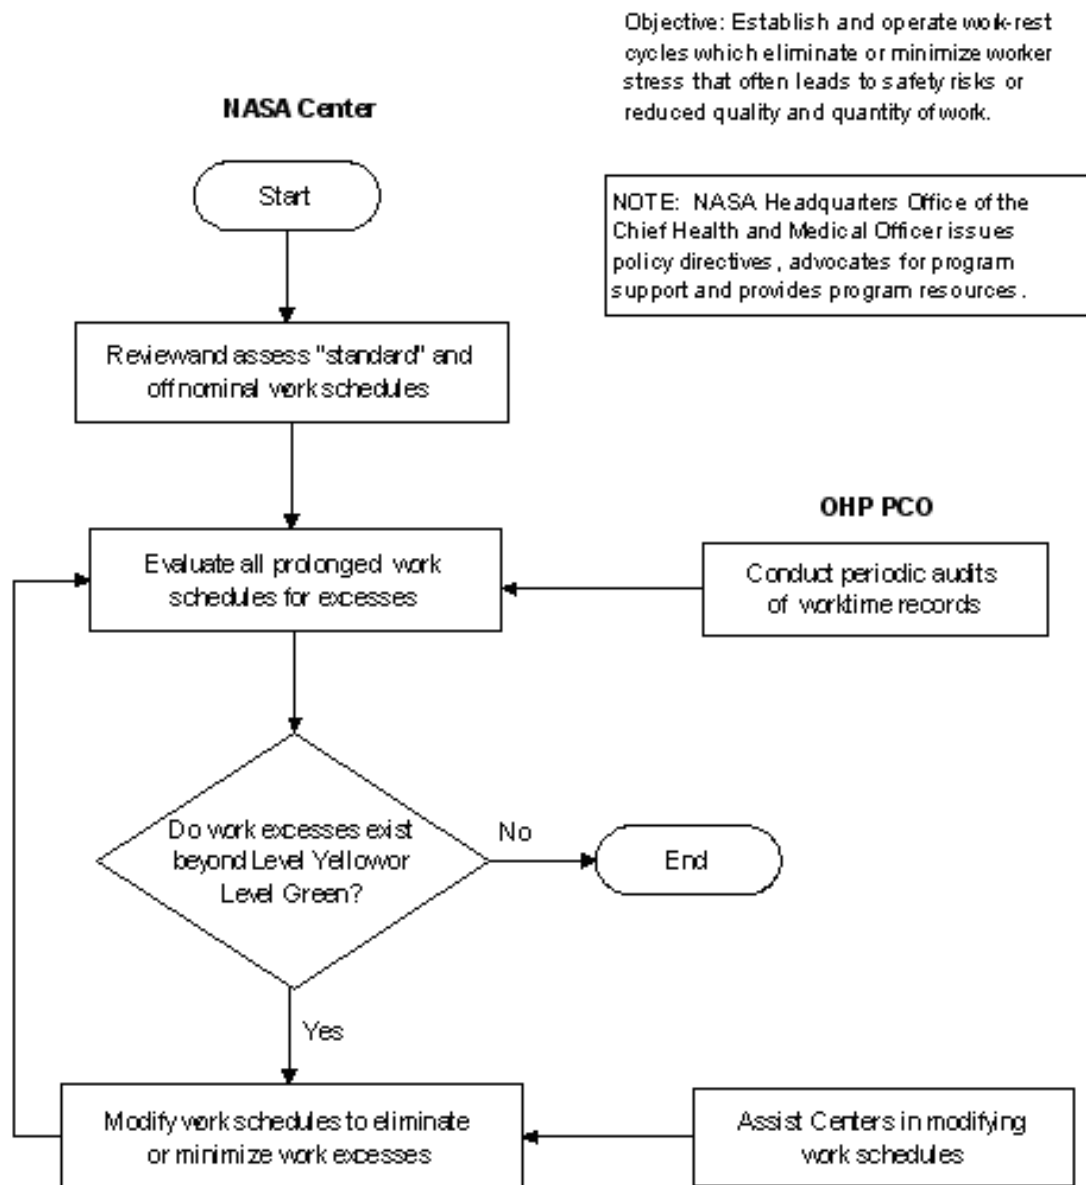 Objective: Establish and operate work-rest
cycles which eliminate or minimize worker
stress that often leads to safety risks or
reduced quality and quantity of work.
NASA Center
Start
NOTE: NASA Headquarters Office of the
Chief Health and Medical Officer issues
policy directives, advocates for program
support and provides program resources.
Review and assess "standard" and
off nominal work schedules
OHP PCO
Evaluate all prolonged work
schedules for excesses
Conduct periodic audits
of worktime records
Do work excesses exist
beyond Level Yellow or
Level Green?
No
End
Yes
Modify work schedules to eliminate
or minimize work excesses
Assist Centers in modifying
work schedules